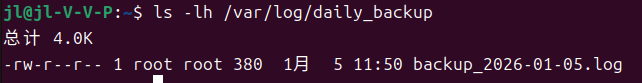 jl@jl-V-V-P:~$ ls -lh /var/log/daily_backup
总计 4.0K
-rw-r--r-- 1 root root 380  1月  5 11:50 backup_2026-01-05.log